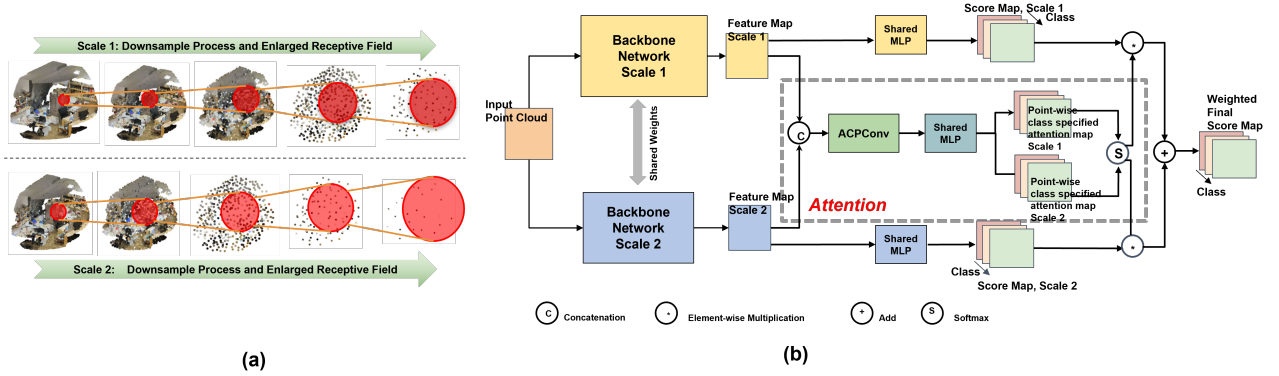 Scale 1: Downsample Process and Enlarged Receptive Field
Scale 2: Downsample Process and Enlarged Receptive Field
(a)
Input
Point Cloud
Backbone
Network
Scale 1
Shared Weights
Backbone
Network
Scale 2
Feature Map
Scale 1
Feature Map
Scale 2
Shared
MLP
Score Map, Scale 1
Class
*
C
ACPConv
Shared
MLP
Point-wise
class specified
attention map
Scale 1
Point-wise
class specified
attention map
Scale 2
S
Attention
+
Weighted
Final
Score Map
Class
Shared
MLP
Class
Score Map, Scale 2
*
C Concatenation
* Element-wise Multiplication
+ Add
S Softmax
(b)